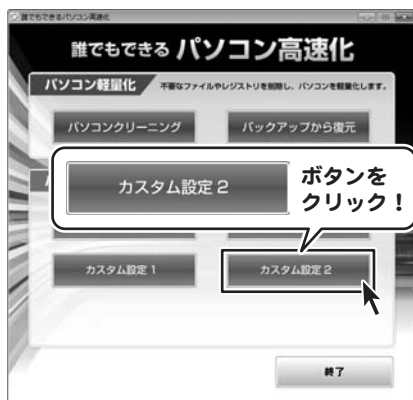 誰でもできるパソコン高速化
誰でもできる パソコン高速化
パソコン軽量化
不要なファイルやレジストリを削除し、パソコンを軽量化します。
パソコンクリーニング
バックアップから復元
カスタム設定 2
ボタンを
クリック！
カスタム設定 1
カスタム設定 2
終了